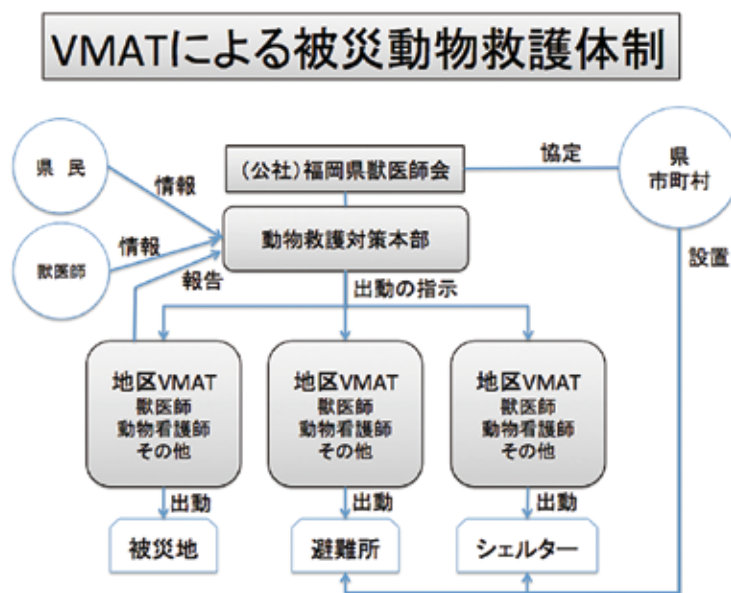 VMATによる被災動物救護体制
県 民
(公社)福岡県獣医師会
協定
県
市町村
情報
動物救護対策本部
情報
獣医師
報告
出動の指示
設置
地区VMAT
獣医師
動物看護師
その他
地区VMAT
獣医師
動物看護師
その他
地区VMAT
獣医師
動物看護師
その他
出動
出動
出動
被災地
避難所
シェルター